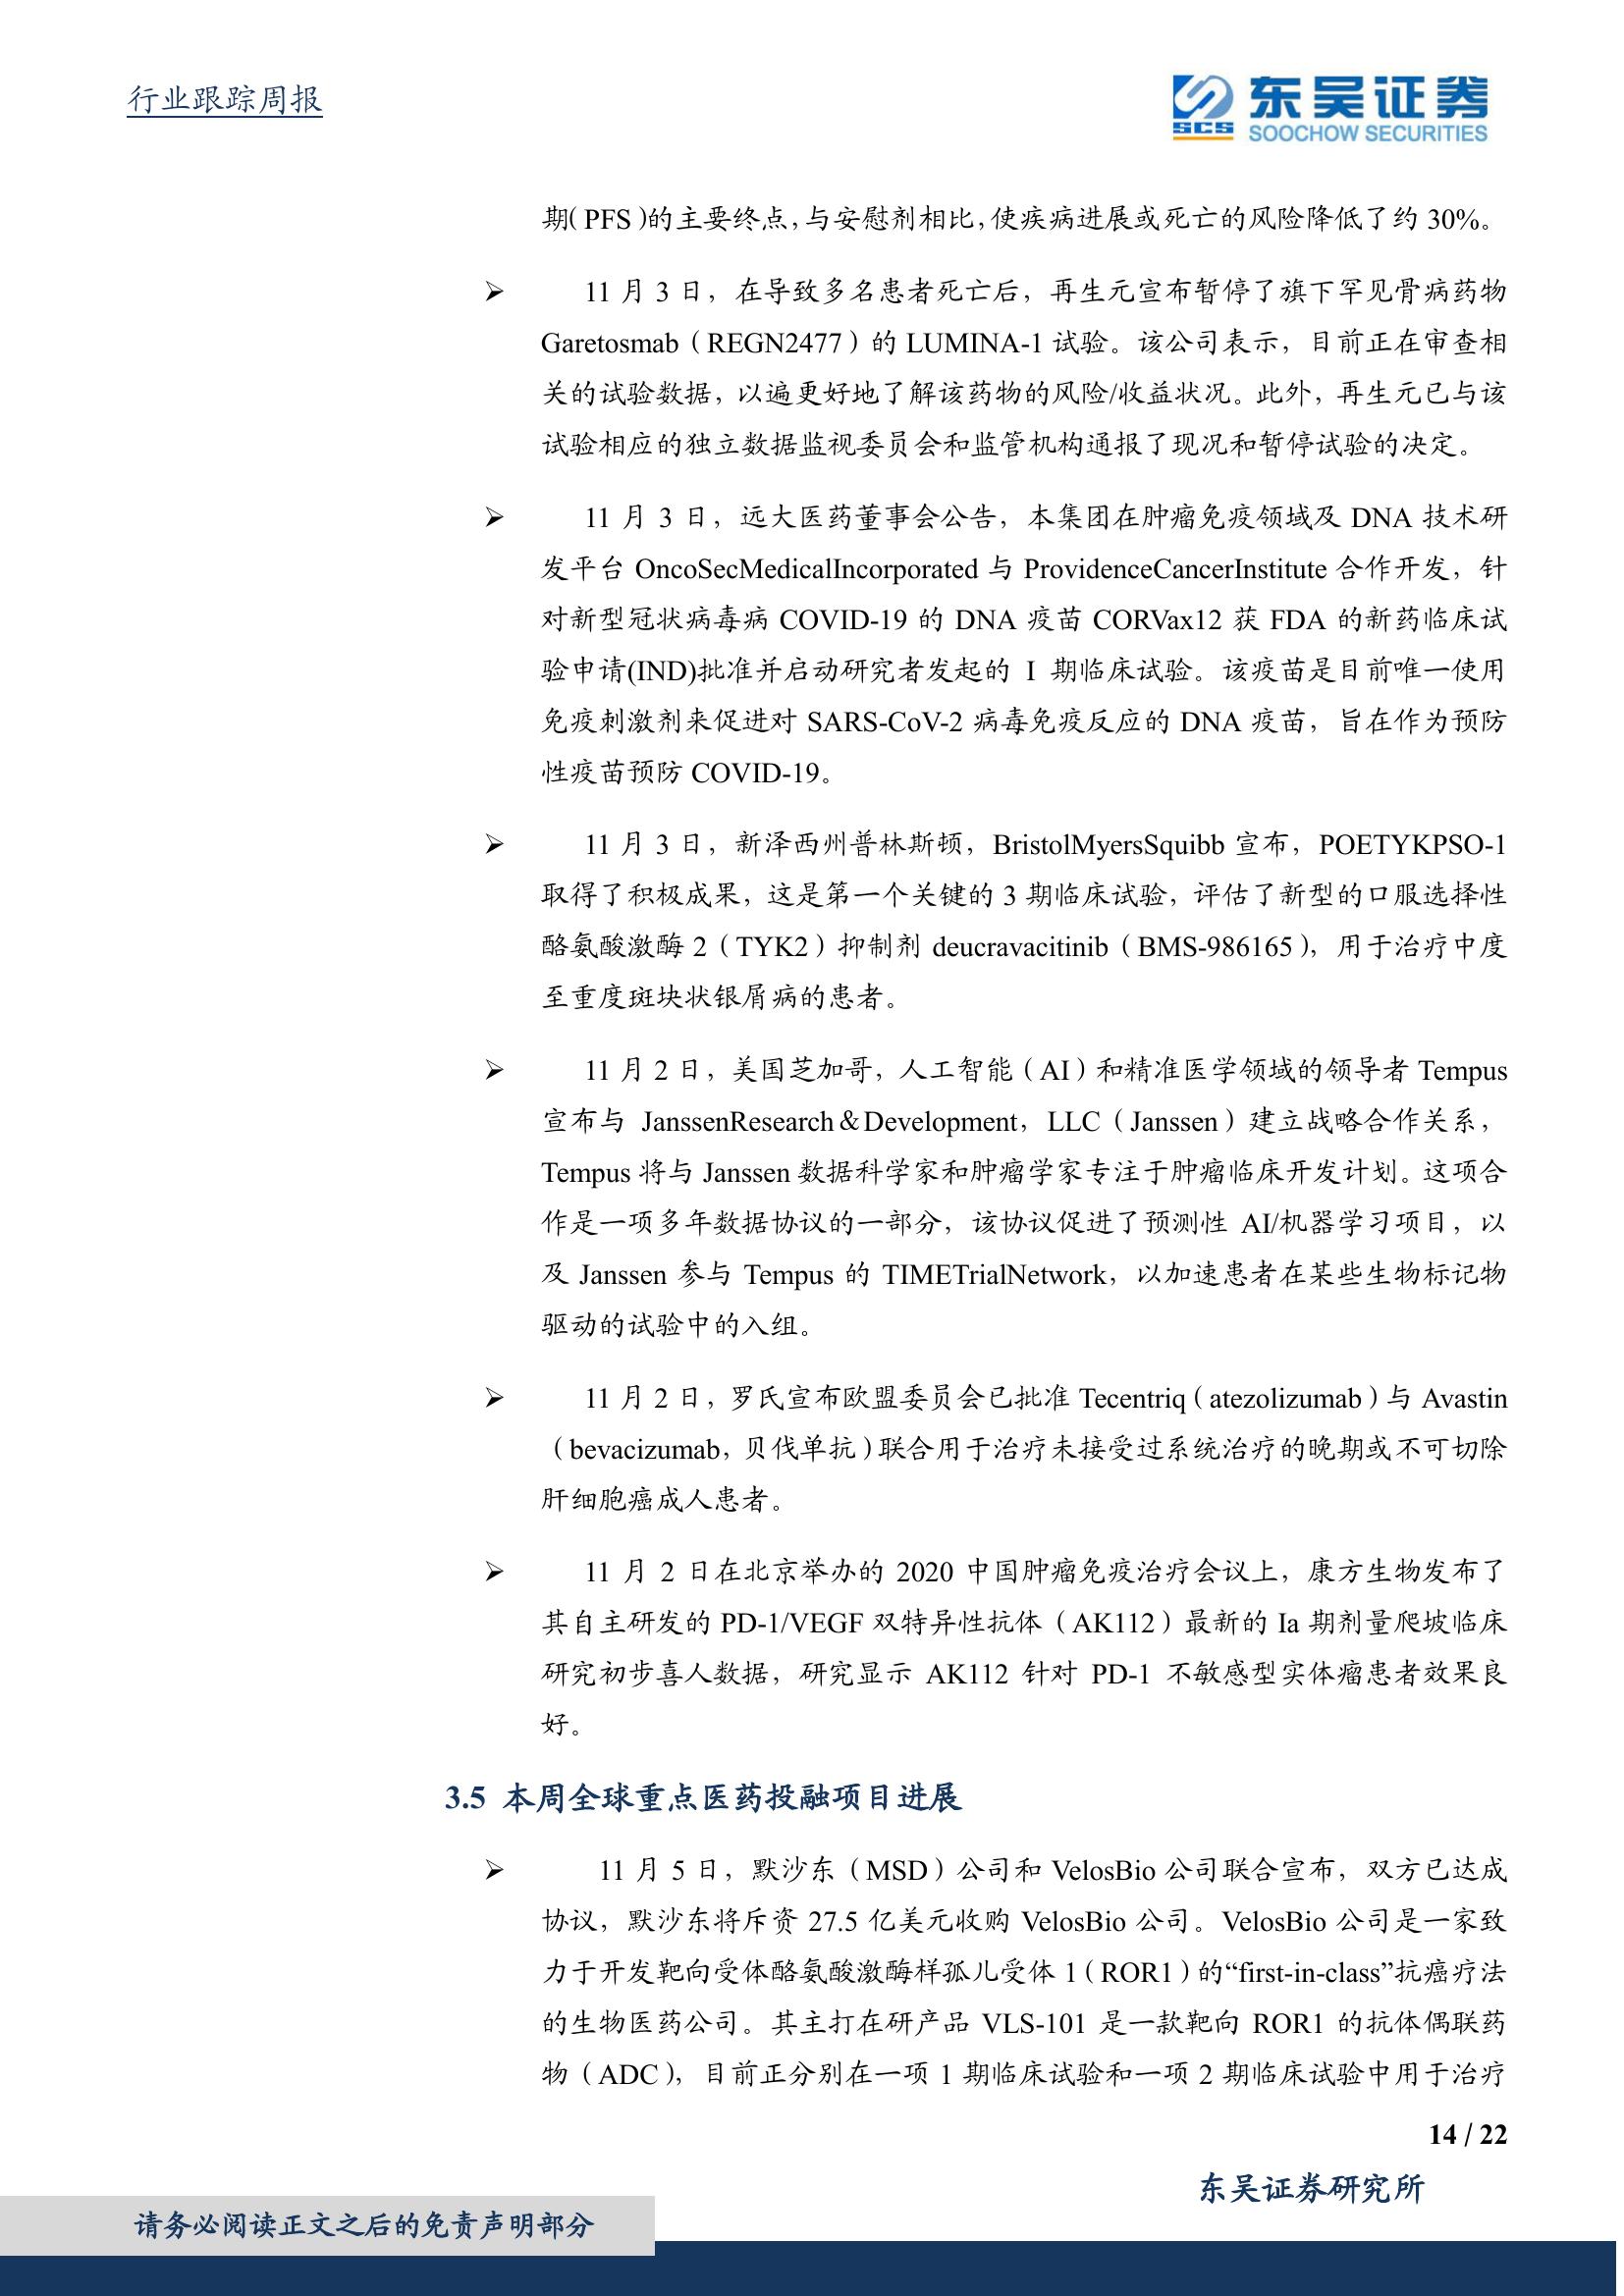 行业跟踪周报
SCS
东吴证券
SOOCHOW SECURITIES
期(PFS)的主要终点,与安慰剂相比,使疾病进展或死亡的风险降低了约 30%。
➢ 11 月 3 日，在导致多名患者死亡后，再生元宣布暂停了旗下罕见骨病药物
Garetosmab（REGN2477）的 LUMINA-1 试验。该公司表示，目前正在审查相
关的试验数据，以遍更好地了解该药物的风险/收益状况。此外，再生元已与该
试验相应的独立数据监视委员会和监管机构通报了现况和暂停试验的决定。
➢ 11 月 3 日，远大医药董事会公告，本集团在肿瘤免疫领域及 DNA 技术研
发平台 OncoSecMedicalIncorporated 与 ProvidenceCancerInstitute 合作开发，针
对新型冠状病毒病 COVID-19 的 DNA 疫苗 CORVax12 获 FDA 的新药临床试
验申请(IND)批准并启动研究者发起的 I 期临床试验。该疫苗是目前唯一使用
免疫刺激剂来促进对 SARS-CoV-2 病毒免疫反应的 DNA 疫苗，旨在作为预防
性疫苗预防 COVID-19。
➢ 11 月 3 日，新泽西州普林斯顿，BristolMyersSquibb 宣布，POETYKPSO-1
取得了积极成果，这是第一个关键的 3 期临床试验，评估了新型的口服选择性
酪氨酸激酶 2（TYK2）抑制剂 deucravacitinib（BMS-986165），用于治疗中度
至重度斑块状银屑病的患者。
➢ 11 月 2 日，美国芝加哥，人工智能（AI）和精准医学领域的领导者 Tempus
宣布与 JanssenResearch＆Development，LLC（Janssen）建立战略合作关系，
Tempus 将与 Janssen 数据科学家和肿瘤学家专注于肿瘤临床开发计划。这项合
作是一项多年数据协议的一部分，该协议促进了预测性 AI/机器学习项目，以
及 Janssen 参与 Tempus 的 TIMETrialNetwork，以加速患者在某些生物标记物
驱动的试验中的入组。
➢ 11 月 2 日，罗氏宣布欧盟委员会已批准 Tecentriq（atezolizumab）与 Avastin
（bevacizumab，贝伐单抗）联合用于治疗未接受过系统治疗的晚期或不可切除
肝细胞癌成人患者。
➢ 11 月 2 日在北京举办的 2020 中国肿瘤免疫治疗会议上，康方生物发布了
其自主研发的 PD-1/VEGF 双特异性抗体（AK112）最新的 Ia 期剂量爬坡临床
研究初步喜人数据，研究显示 AK112 针对 PD-1 不敏感型实体瘤患者效果良
好。
3.5 本周全球重点医药投融项目进展
➢ 11 月 5 日，默沙东（MSD）公司和 VelosBio 公司联合宣布，双方已达成
协议，默沙东将斥资 27.5 亿美元收购 VelosBio 公司。VelosBio 公司是一家致
力于开发靶向受体酪氨酸激酶样孤儿受体 1（ROR1）的“first-in-class”抗癌疗法
的生物医药公司。其主打在研产品 VLS-101 是一款靶向 ROR1 的抗体偶联药
物（ADC），目前正分别在一项 1 期临床试验和一项 2 期临床试验中用于治疗
14 / 22
东吴证券研究所
请务必阅读正文之后的免责声明部分